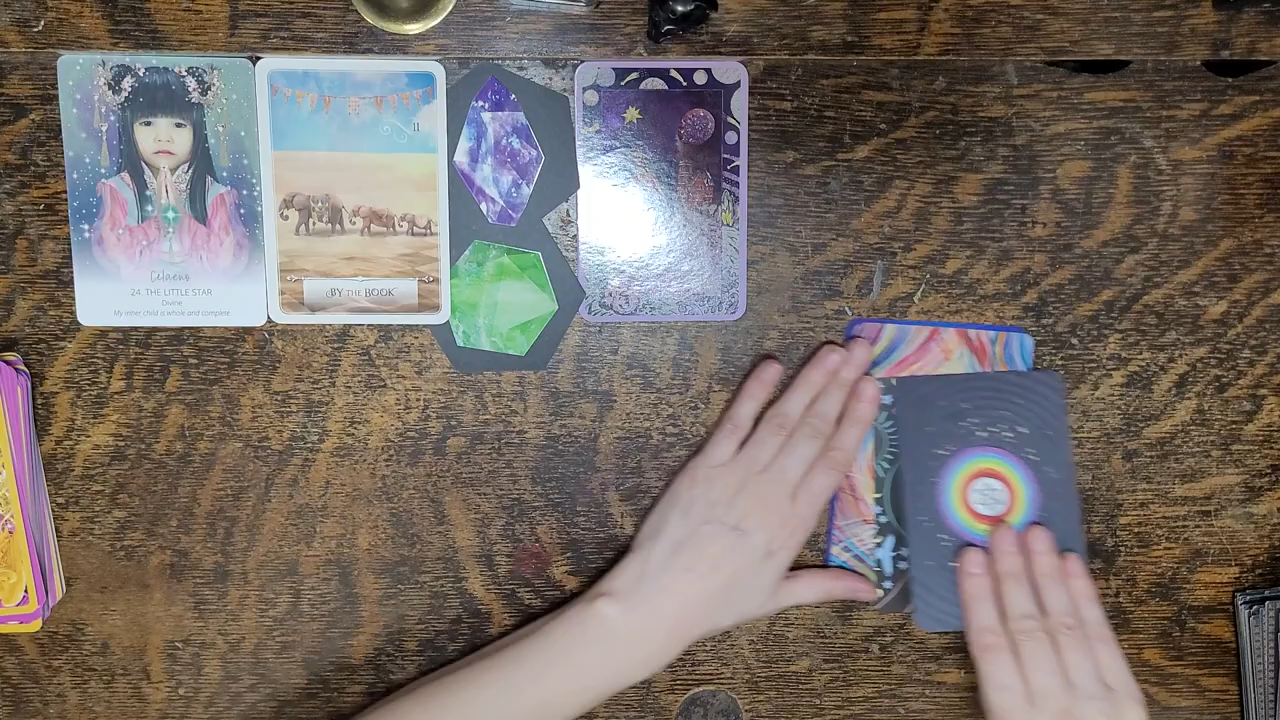 Celaeno
24. THE LITTLE STAR
Divine
My inner child is whole and complete.
11
BY THE BOOK